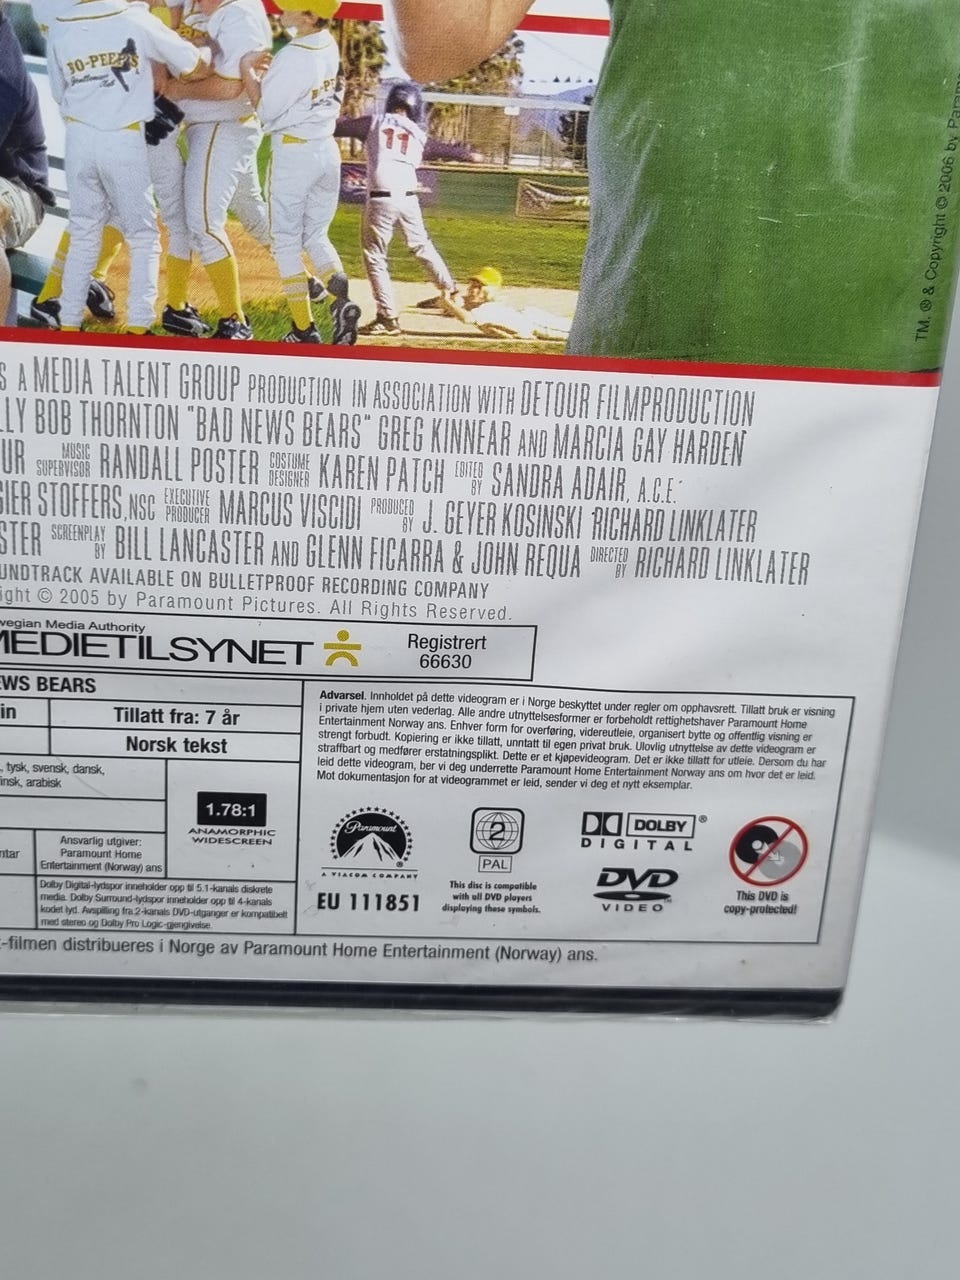 BO-PEEP'S
Gentlemen's
Club
BO-PE
11
TM, ® & Copyright © 2006 by Param
S A MEDIA TALENT GROUP PRODUCTION IN ASSOCIATION WITH DETOUR FILMPRODUCTION
LLY BOB THORNTON "BAD NEWS BEARS" GREG KINNEAR AND MARCIA GAY HARDEN
UR MUSIC SUPERVISOR RANDALL POSTER COSTUME DESIGNER KAREN PATCH EDITED BY SANDRA ADAIR, A.C.E.
IER STOFFERS, NSC EXECUTIVE PRODUCER MARCUS VISCIDI PRODUCED BY J. GEYER KOSINSKI RICHARD LINKLATER
STER SCREENPLAY BY BILL LANCASTER AND GLENN FICARRA & JOHN REQUA DIRECTED BY RICHARD LINKLATER
UNDTRACK AVAILABLE ON BULLETPROOF RECORDING COMPANY
ight © 2005 by Paramount Pictures. All Rights Reserved.
wegian Media Authority
MEDIETILSYNET
Registrert
66630
EWS BEARS
in
Tillatt fra: 7 år
Norsk tekst
, tysk, svensk, dansk,
insk, arabisk
1.78:1
ANAMORPHIC
WIDESCREEN
ntar
Ansvarlig utgiver:
Paramount Home
Entertainment (Norway) ans
Dolby Digital-lydspor inneholder opp til 5.1-kanals diskrete
media. Dolby Surround-lydspor inneholder opp til 4-kanals
kodet lyd. Avspilling fra 2-kanals DVD-utganger er kompatibelt
med stereo og Dolby Pro Logic-gjengivelse.
Advarsel. Innholdet på dette videogram er i Norge beskyttet under regler om opphavsrett. Tillatt bruk er visning
i private hjem uten vederlag. Alle andre utnyttelsesformer er forbeholdt rettighetshaver Paramount Home
Entertainment Norway ans. Enhver form for overføring, videreutleie, organisert bytte og offentlig visning er
strengt forbudt. Kopiering er ikke tillatt, unntatt til egen privat bruk. Ulovlig utnyttelse av dette videogram er
straffbart og medfører erstatningsplikt. Dette er et kjøpevideogram. Det er ikke tillatt for utleie. Dersom du har
leid dette videogram, ber vi deg underrette Paramount Home Entertainment Norway ans om hvor det er leid.
Mot dokumentasjon for at videogrammet er leid, sender vi deg et nytt eksemplar.
Paramount
®
A VIACOM COMPANY
EU 111851
2
PAL
This disc is compatible
with all DVD players
displaying these symbols.
DOLBY®
DIGITAL
DVD™
VIDEO
This DVD is
copy-protected!
-filmen distribueres i Norge av Paramount Home Entertainment (Norway) ans.